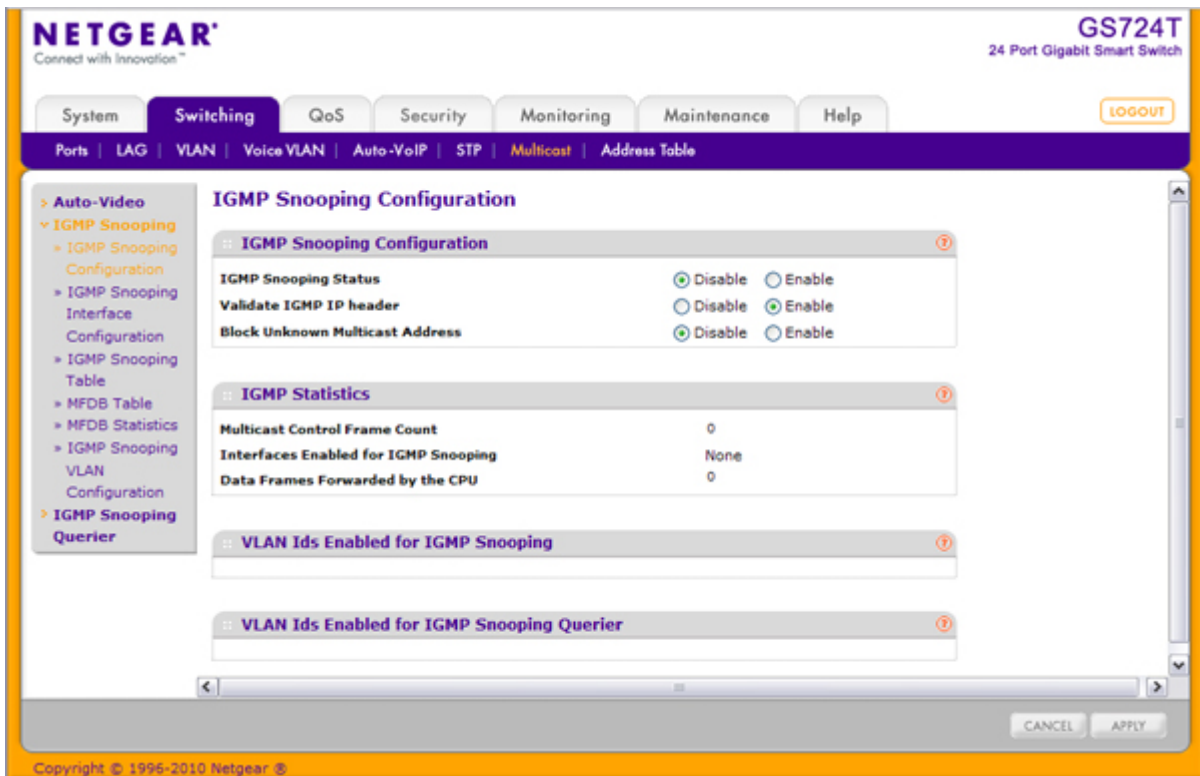 NETGEAR®
Connect with Innovation™
GS724T
24 Port Gigabit Smart Switch
System
Switching
QoS
Security
Monitoring
Maintenance
Help
LOGOUT
Ports | LAG | VLAN | Voice VLAN | Auto-VoIP | STP | Multicast | Address Table
Auto-Video
IGMP Snooping
» IGMP Snooping
Configuration
» IGMP Snooping
Interface
Configuration
» IGMP Snooping
Table
» MFDB Table
» MFDB Statistics
» IGMP Snooping
VLAN
Configuration
IGMP Snooping
Querier
IGMP Snooping Configuration
IGMP Snooping Configuration ?
IGMP Snooping Status Disable Enable
Validate IGMP IP header Disable Enable
Block Unknown Multicast Address Disable Enable
IGMP Statistics ?
Multicast Control Frame Count 0
Interfaces Enabled for IGMP Snooping None
Data Frames Forwarded by the CPU 0
VLAN Ids Enabled for IGMP Snooping ?
VLAN Ids Enabled for IGMP Snooping Querier ?
CANCEL
APPLY
Copyright © 1996-2010 Netgear ®